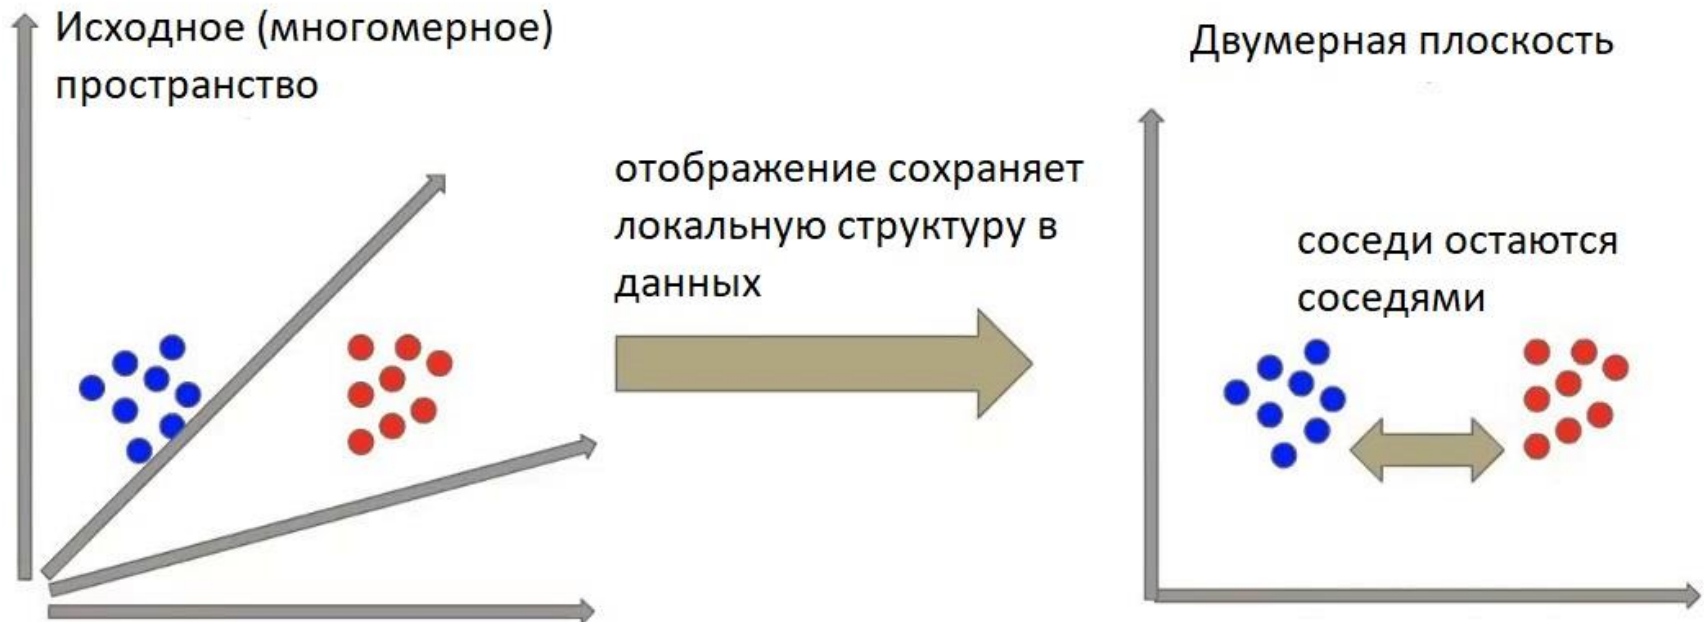 Исходное (многомерное)
пространство
Двумерная плоскость
отображение сохраняет
локальную структуру в
данных
соседи остаются
соседями